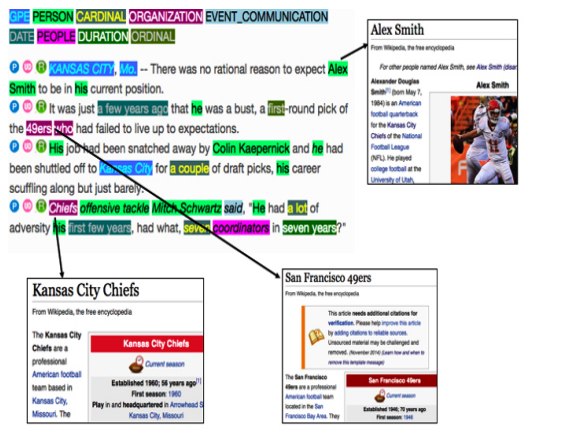 GPE PERSON CARDINAL ORGANIZATION EVENT_COMMUNICATION
DATE PEOPLE DURATION ORDINAL
P R KANSAS CITY, Mo. -- There was no rational reason to expect Alex
Smith to be in his current position.
P R It was just a few years ago that he was a bust, a first-round pick of
the 49ers who had failed to live up to expectations.
P R His job had been snatched away by Colin Kaepernick and he had
been shuttled off to Kansas City for a couple of draft picks, his career
scuffling along but just barely.
P R Chiefs offensive tackle Mitch Schwartz said, "He had a lot of
adversity his first few years, had what, seven coordinators in seven years?"
Alex Smith
From Wikipedia, the free encyclopedia
For other people named Alex Smith, see Alex Smith (disar
Alexander Douglas
Smith[1] (born May 7,
1984) is an American
football quarterback
for the Kansas City
Chiefs of the National
Football League
(NFL). He played
college football at the
University of Utah,
Alex Smith
Kansas City Chiefs
From Wikipedia, the free encyclopedia
The Kansas City
Chiefs are a
professional
American football
team based in
Kansas City,
Missouri. The
Kansas City Chiefs
Current season
Established 1960; 56 years ago[1]
First season: 1960
Play in and headquartered in Arrowhead S
Kansas City, Missouri
San Francisco 49ers
From Wikipedia, the free encyclopedia
This article needs additional citations for
verification. Please help improve this article
by adding citations to reliable sources.
Unsourced material may be challenged and
removed. (November 2014) (Learn how and when to
remove this template message)
The San Francisco
49ers are a professional
American football team
located in the San
Francisco Bay Area. They
San Francisco 49ers
Current season
Established 1946; 70 years ago
First season: 1946